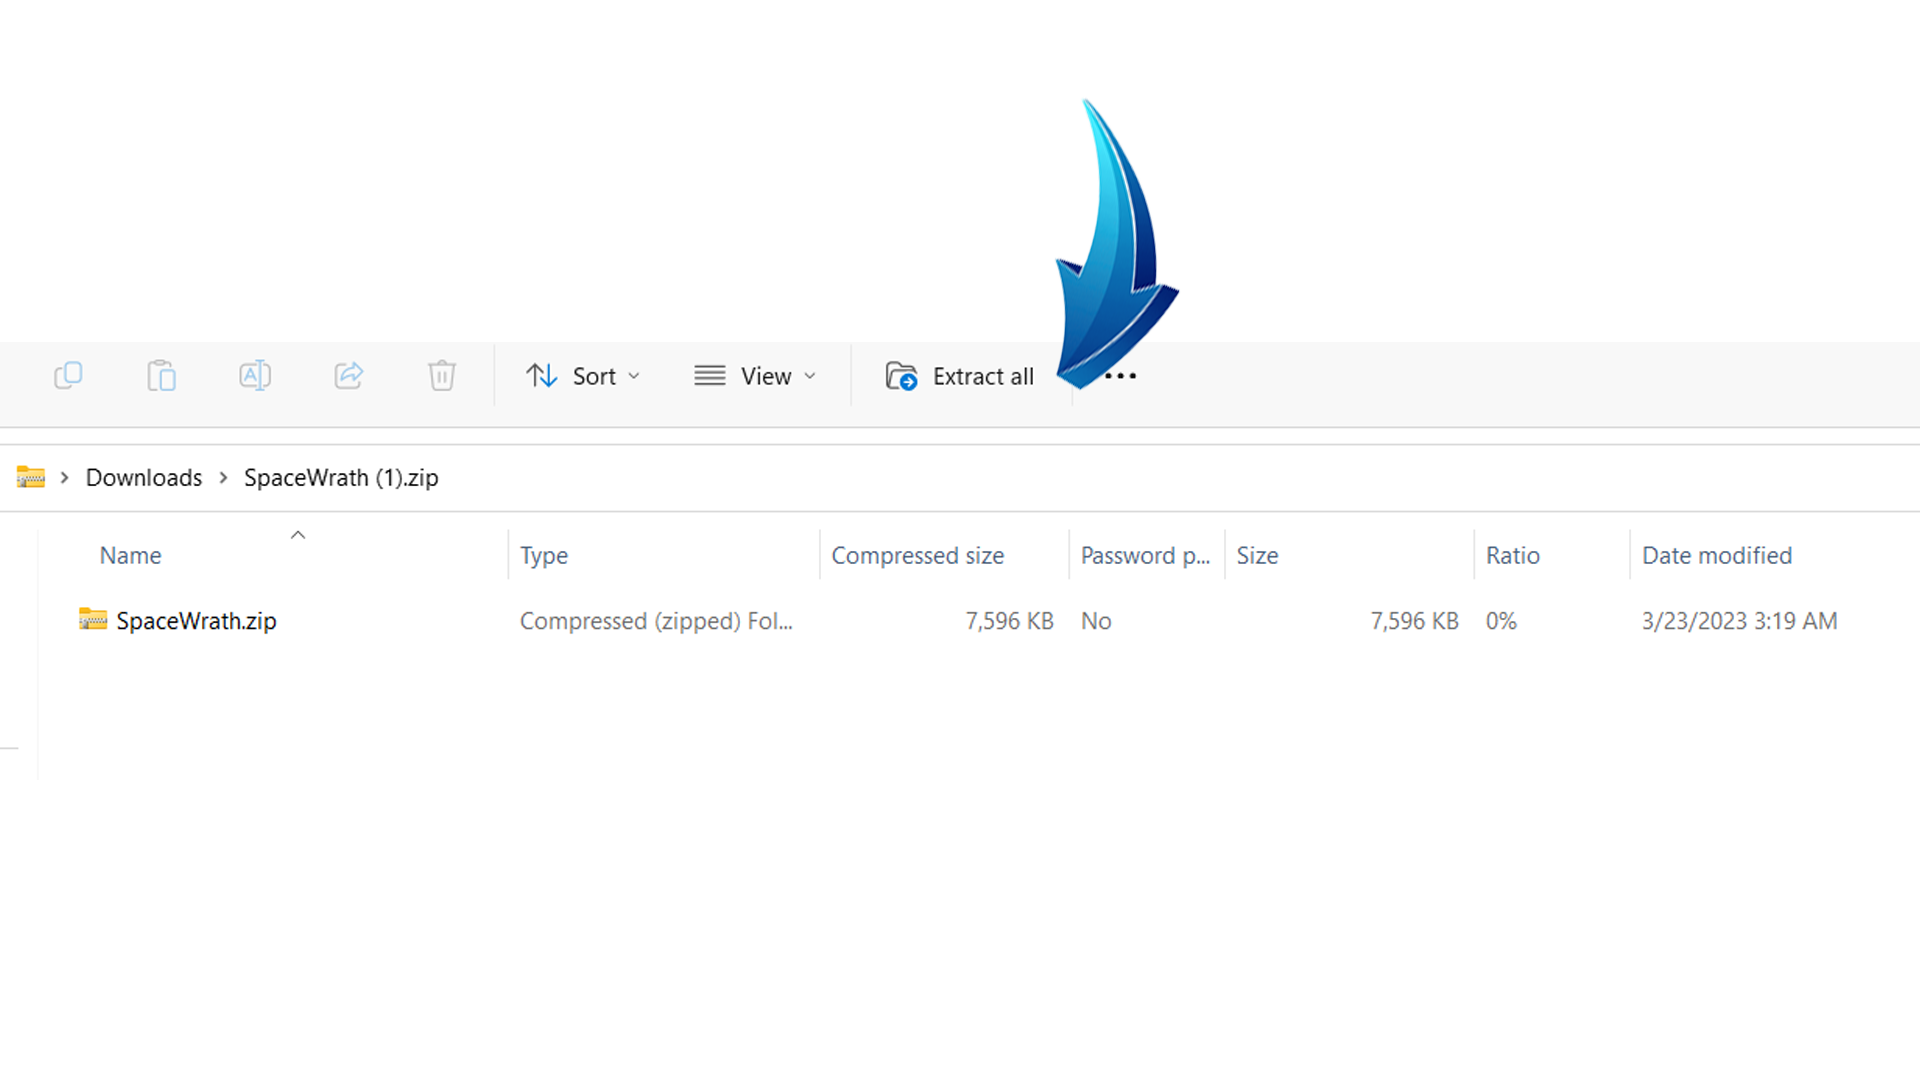 Sort View Extract all ...
Downloads > SpaceWrath (1).zip
Name Type Compressed size Password p... Size Ratio Date modified
SpaceWrath.zip Compressed (zipped) Fol... 7,596 KB No 7,596 KB 0% 3/23/2023 3:19 AM